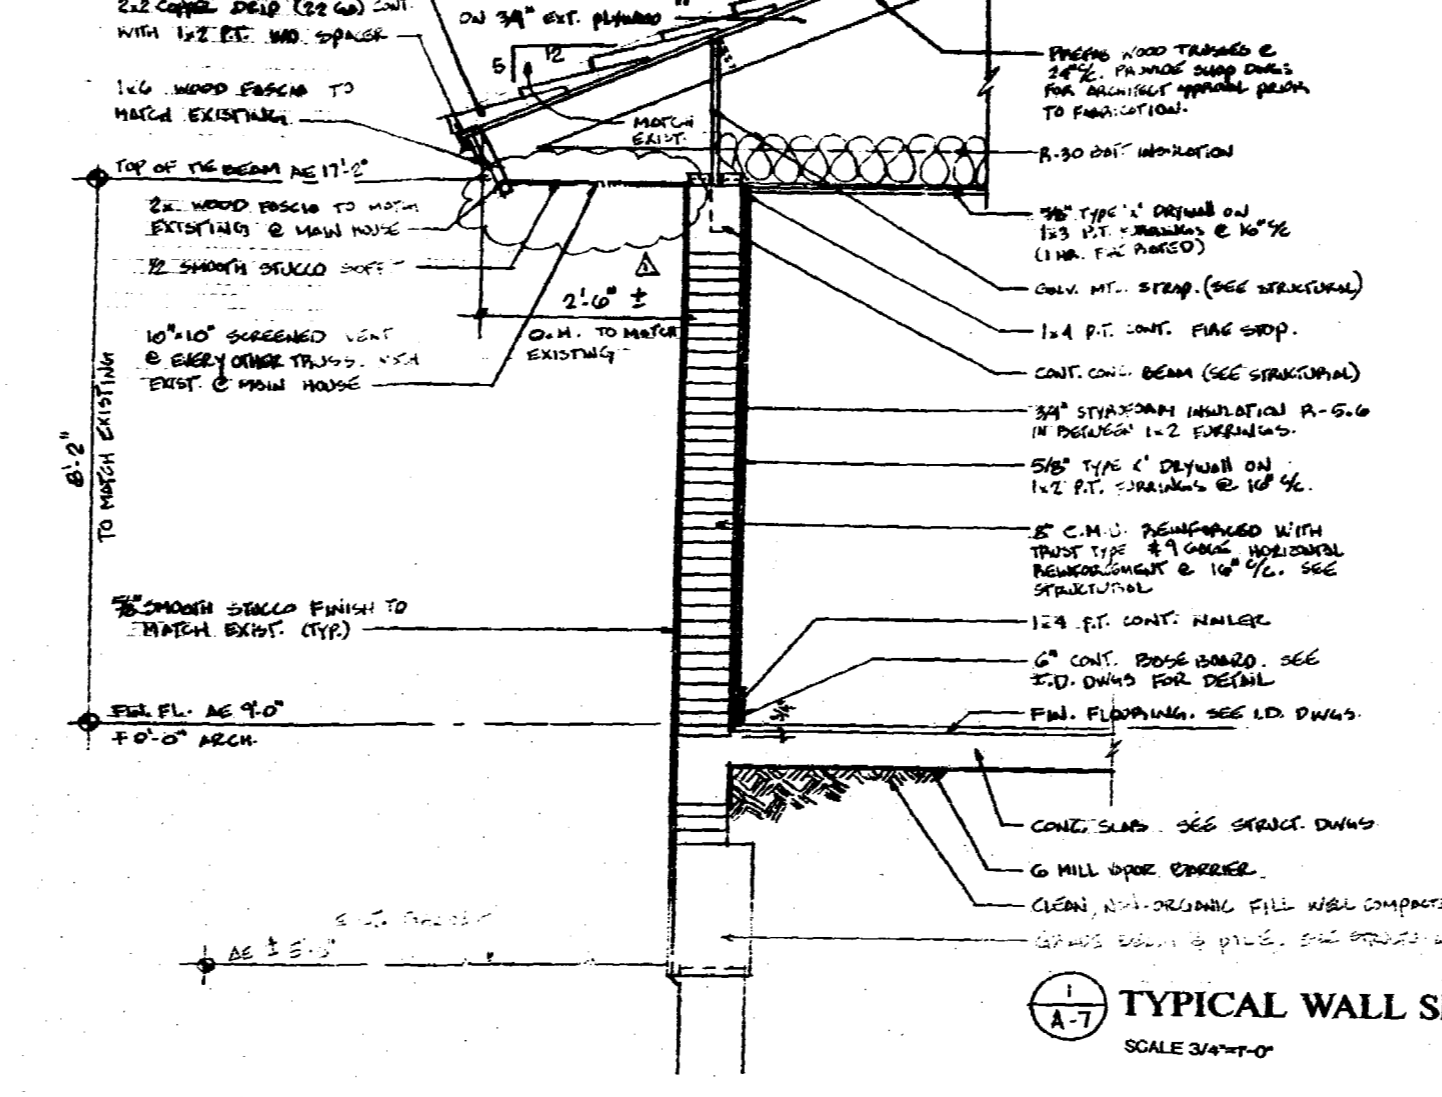 2x2 COPPER DRIP (22 GA) CONT.
WITH 1x2 P.T. WD. SPACER
1x6 WOOD FASCIA TO
MATCH EXISTING
TOP OF TIE BEAM AE 17'-2"
2x WOOD FASCIA TO MATCH
EXISTING @ MAIN HOUSE
1/2 SMOOTH STUCCO SOFFIT
10"x10" SCREENED VENT
@ EVERY OTHER TRUSS.
EXIST. @ MAIN HOUSE
8'-2"
TO MATCH EXISTING
5/8" SMOOTH STUCCO FINISH TO
MATCH EXIST. (TYP.)
FIN. FL. AE 9'-0"
0'-0" ARCH.
AE ±
ON 3/4" EXT. PLYWOOD
5
12
MATCH
EXIST.
1
2'-6" ±
O.H. TO MATCH
EXISTING
3/4"
PREFAB WOOD TRUSSES @
24" C/C. PROVIDE SHOP DWGS
FOR ARCHITECT APPROVAL PRIOR
TO FABRICATION.
R-30 BATT INSULATION
5/8" TYPE 'X' DRYWALL ON
1x3 P.T. FURRINGS @ 16" C/C
(1 HR. FIRE RATED)
GALV. MTL. STRAP. (SEE STRUCTURAL)
1x4 P.T. CONT. FIRE STOP.
CONT. CONC. BEAM (SEE STRUCTURAL)
3/4" STYROFOAM INSULATION R-5.6
IN BETWEEN 1x2 FURRINGS.
5/8" TYPE X' DRYWALL ON
1x2 P.T. FURRINGS @ 16" C/C.
8" C.M.U. REINFORCED WITH
TRUST TYPE #9 GAGE HORIZONTAL
REINFORCEMENT @ 16" C/C. SEE
STRUCTURAL
1x4 P.T. CONT. NAILER
6" CONT. BASE BOARD. SEE
I.D. DWGS FOR DETAIL
FIN. FLOORING. SEE I.D. DWGS.
CONC. SLAB SEE STRUCT. DWGS
6 MILL VAPOR BARRIER.
CLEAN, NON-ORGANIC FILL WELL COMPACTE
GRADE BEAM & PILE. SEE
1
A-7
TYPICAL WALL S
SCALE 3/4"=1'-0"